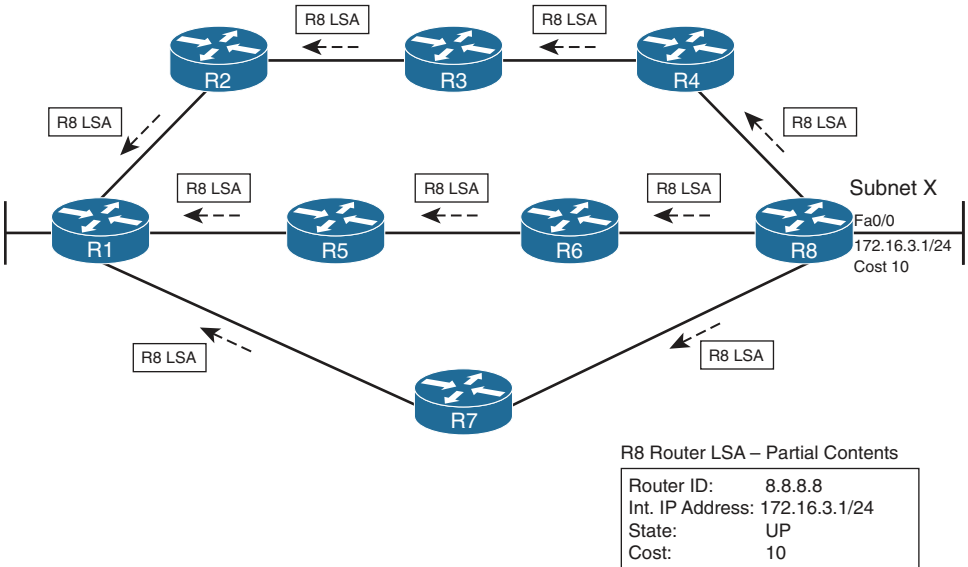 R8 LSA
R8 LSA
R2
R3
R4
R8 LSA
R8 LSA
R8 LSA
R8 LSA
R8 LSA
Subnet X
Fa0/0
R1
R5
R6
R8
172.16.3.1/24
Cost 10
R8 LSA
R8 LSA
R7
R8 Router LSA – Partial Contents
Router ID: 8.8.8.8
Int. IP Address: 172.16.3.1/24
State: UP
Cost: 10